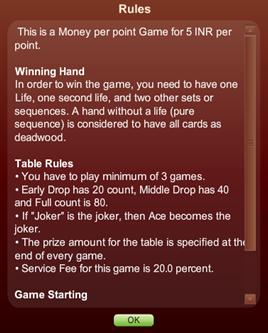 Rules
This is a Money per point Game for 5 INR per
point.
Winning Hand
In order to win the game, you need to have one
Life, one second life, and two other sets or
sequences. A hand without a life (pure
sequence) is considered to have all cards as
deadwood.
Table Rules
• You have to play minimum of 3 games.
• Early Drop has 20 count, Middle Drop has 40
and Full count is 80.
• If "Joker" is the joker, then Ace becomes the
joker.
• The prize amount for the table is specified at the
end of every game.
• Service Fee for this game is 20.0 percent.
Game Starting
OK